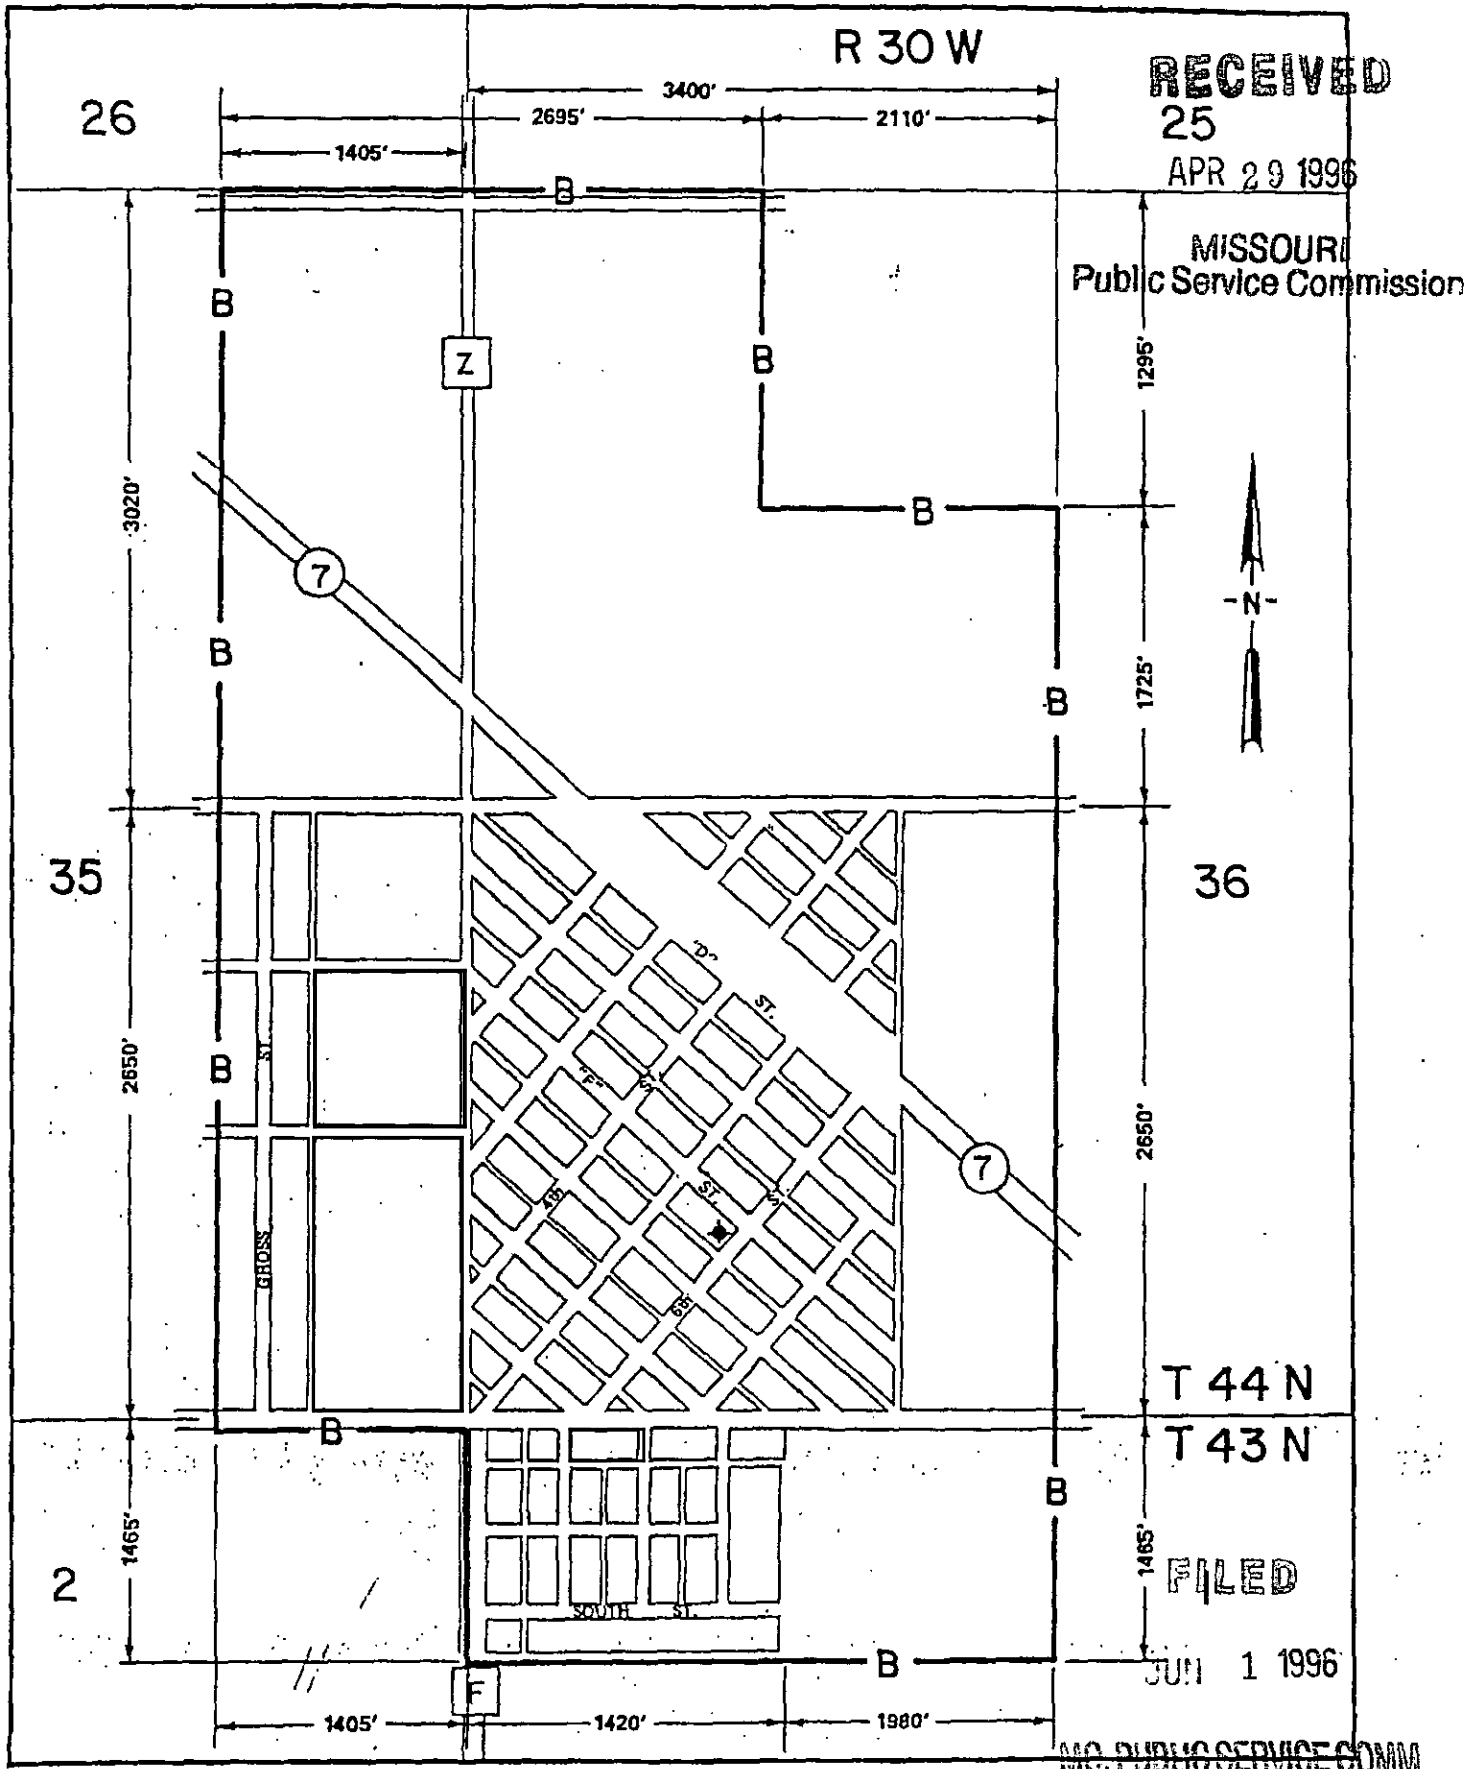 R 30 W
RECEIVED
3400'
26
2695'
2110'
25
1405'
APR 29 1996
B
MISSOURI
Public Service Commission
B
Z
B
1295'
3020'
B
7
-N-
B
1725'
B
35
36
"D"
ST.
ST.
B
2650'
"F"
ST.
2650'
7
ST.
4th
ST.
GROSS
6th
T 44 N
B
T 43 N
B
1465'
1465'
2
FILED
SOUTH ST.
B
JUN 1 1996
F
1405'
1420'
1980'
MO. PUBLIC SERVICE COMM